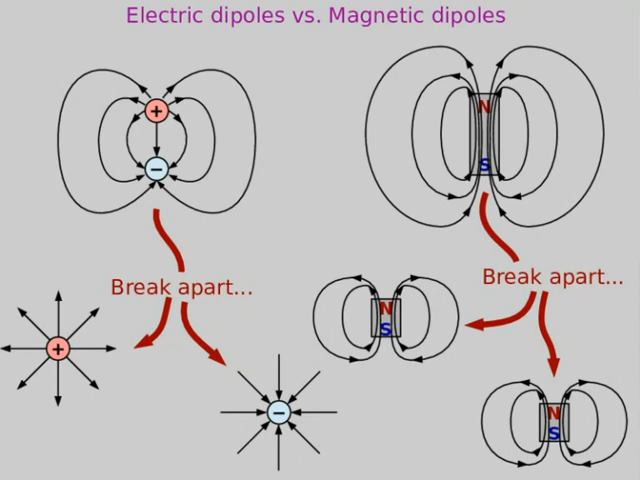 Electric dipoles vs. Magnetic dipoles
+
−
N
S
Break apart...
Break apart...
+
−
N
S
N
S